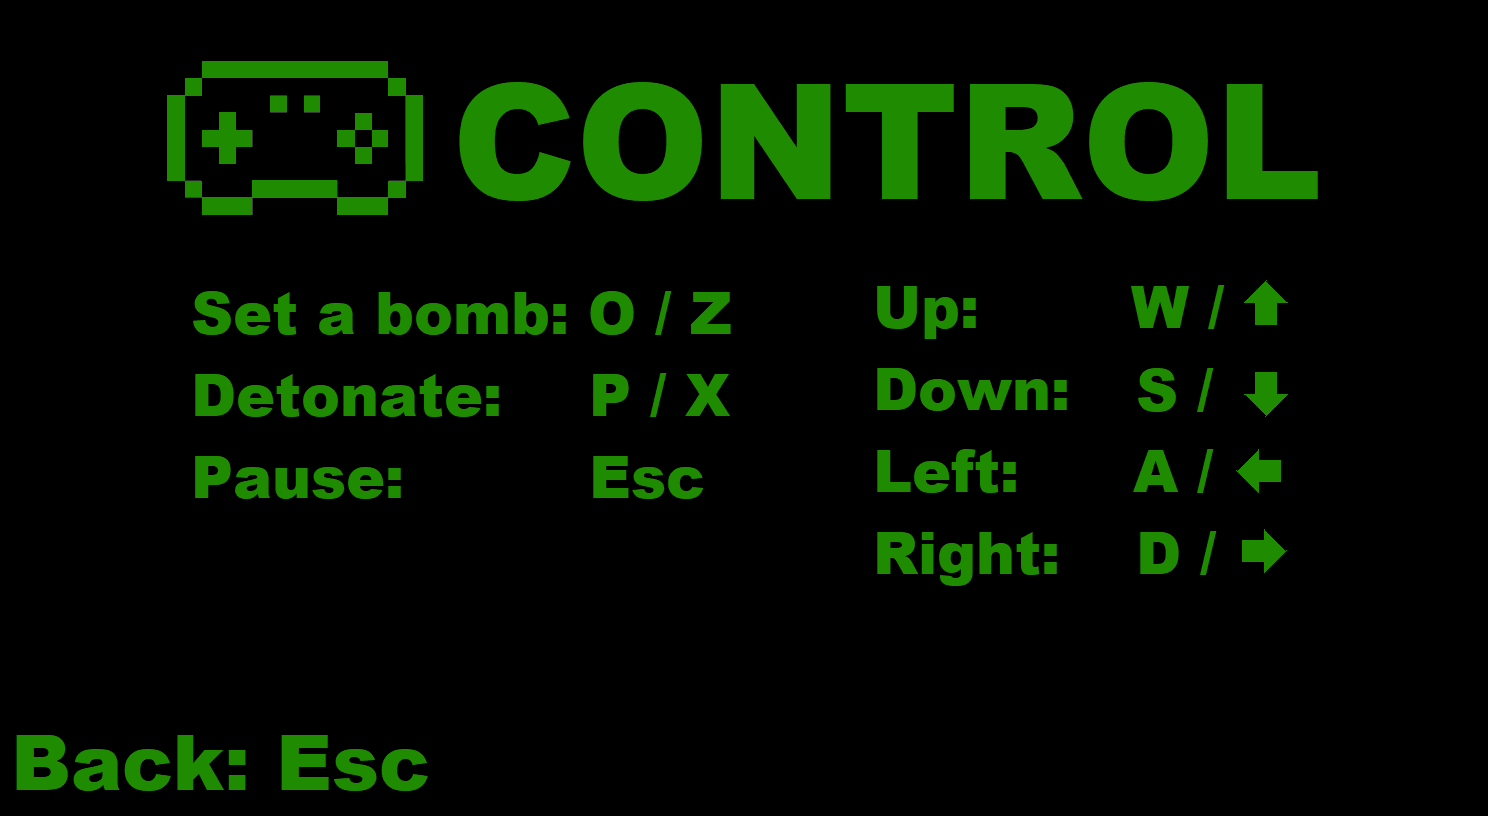 CONTROL
Set a bomb: O / Z
Detonate: P / X
Pause: Esc
Up: W / ↑
Down: S / ↓
Left: A / ←
Right: D / →
Back: Esc